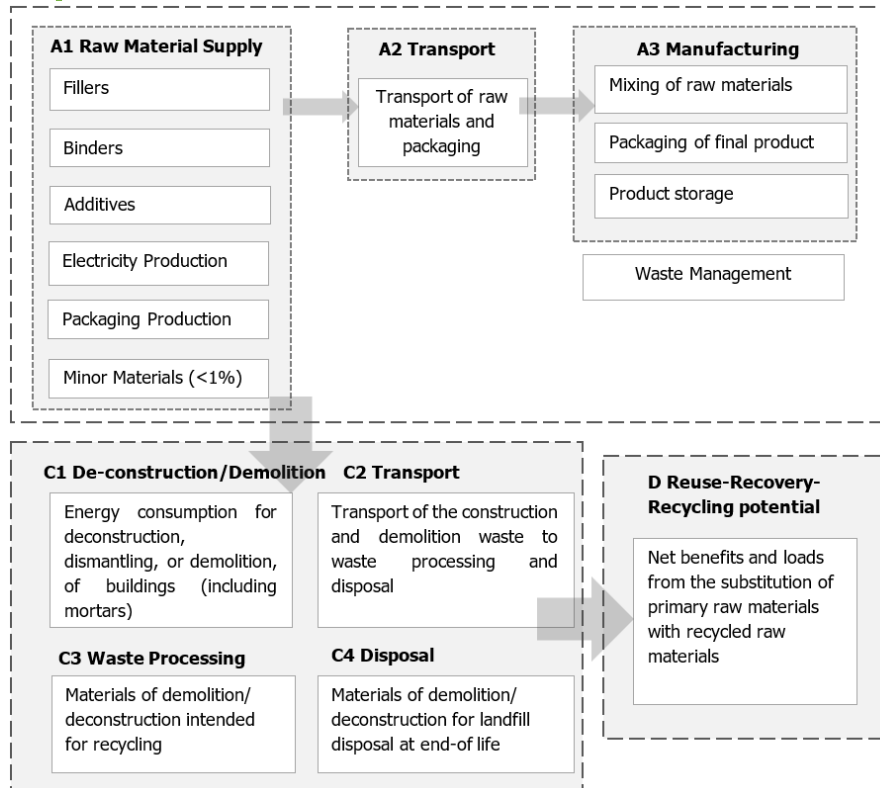 A1 Raw Material Supply
Fillers
Binders
Additives
Electricity Production
Packaging Production
Minor Materials (<1%)
A2 Transport
Transport of raw
materials and
packaging
A3 Manufacturing
Mixing of raw materials
Packaging of final product
Product storage
Waste Management
C1 De-construction/Demolition
Energy consumption for
deconstruction,
dismantling, or demolition,
of buildings (including
mortars)
C2 Transport
Transport of the construction
and demolition waste to
waste processing and
disposal
C3 Waste Processing
Materials of demolition/
deconstruction intended
for recycling
C4 Disposal
Materials of demolition/
deconstruction for landfill
disposal at end-of life
D Reuse-Recovery-
Recycling potential
Net benefits and loads
from the substitution of
primary raw materials
with recycled raw
materials